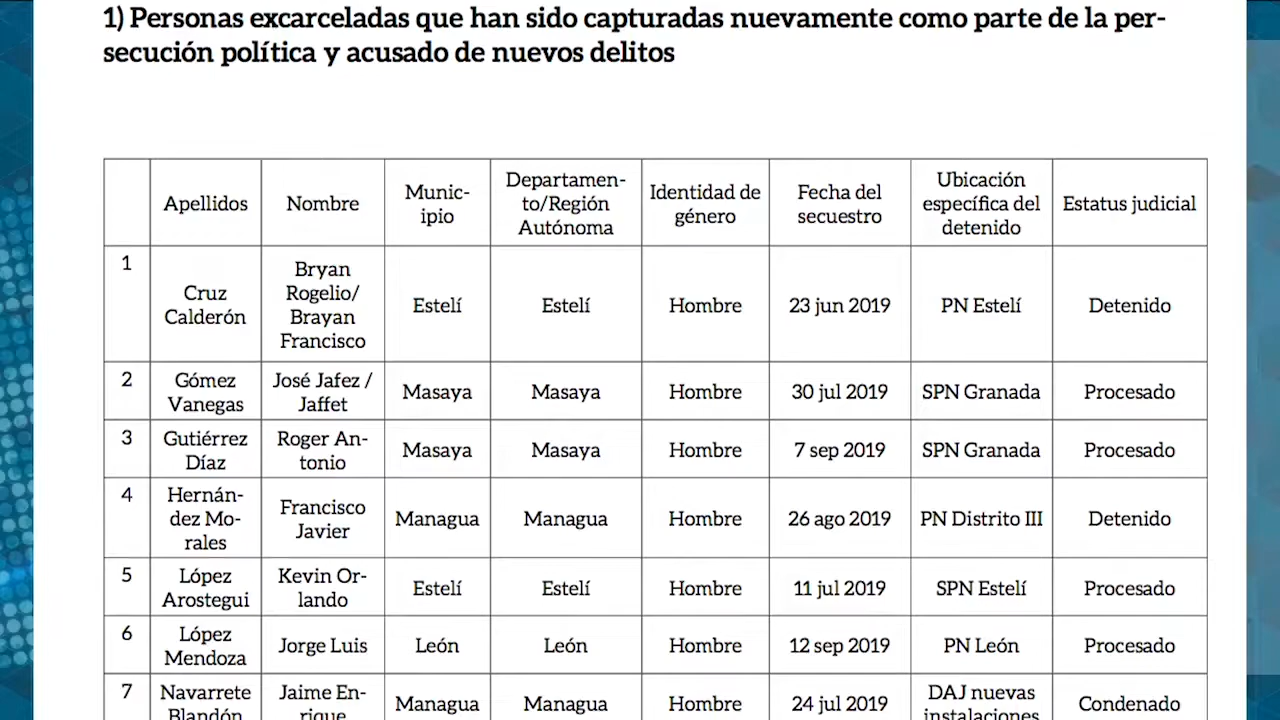 1) Personas excarceladas que han sido capturadas nuevamente como parte de la per-
secución política y acusado de nuevos delitos
Apellidos
Nombre
Munic-
ipio
Departamen-
to/Región
Autónoma
Identidad de
género
Fecha del
secuestro
Ubicación
específica del
detenido
Estatus judicial
1
Cruz
Calderón
Bryan
Rogelio/
Brayan
Francisco
Estelí
Estelí
Hombre
23 jun 2019
PN Estelí
Detenido
2
Gómez
Vanegas
José Jafez /
Jaffet
Masaya
Masaya
Hombre
30 jul 2019
SPN Granada
Procesado
3
Gutiérrez
Díaz
Roger An-
tonio
Masaya
Masaya
Hombre
7 sep 2019
SPN Granada
Procesado
4
Hernán-
dez Mo-
rales
Francisco
Javier
Managua
Managua
Hombre
26 ago 2019
PN Distrito III
Detenido
5
López
Arostegui
Kevin Or-
lando
Estelí
Estelí
Hombre
11 jul 2019
SPN Estelí
Procesado
6
López
Mendoza
Jorge Luis
León
León
Hombre
12 sep 2019
PN León
Procesado
7
Navarrete
Blandón
Jaime En-
rique
Managua
Managua
Hombre
24 jul 2019
DAJ nuevas
instalaciones
Condenado